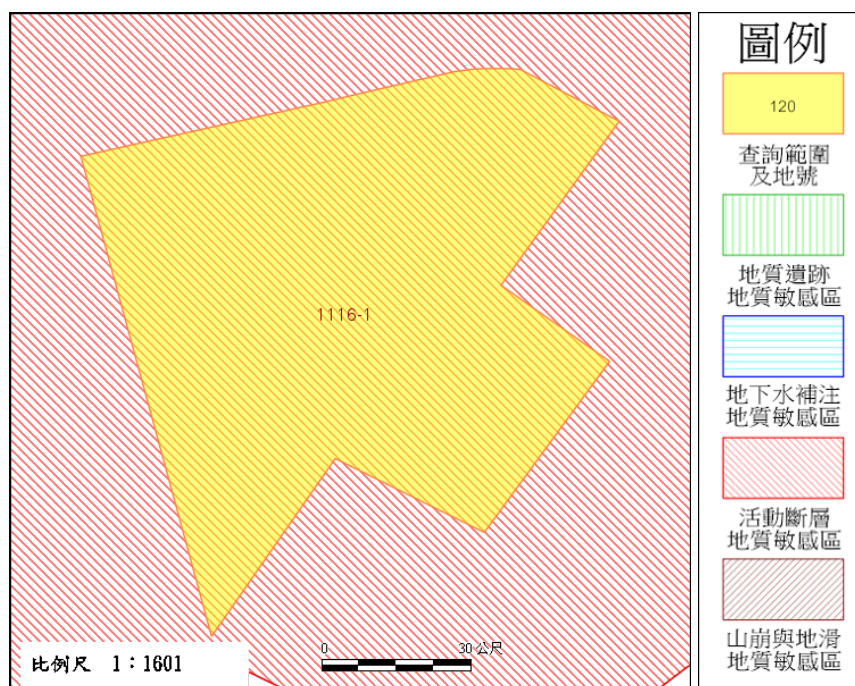 1116-1
0
30公尺
比例尺 1:1601
圖例
120
查詢範圍
及地號
地質遺跡
地質敏感區
地下水補注
地質敏感區
活動斷層
地質敏感區
山崩與地滑
地質敏感區